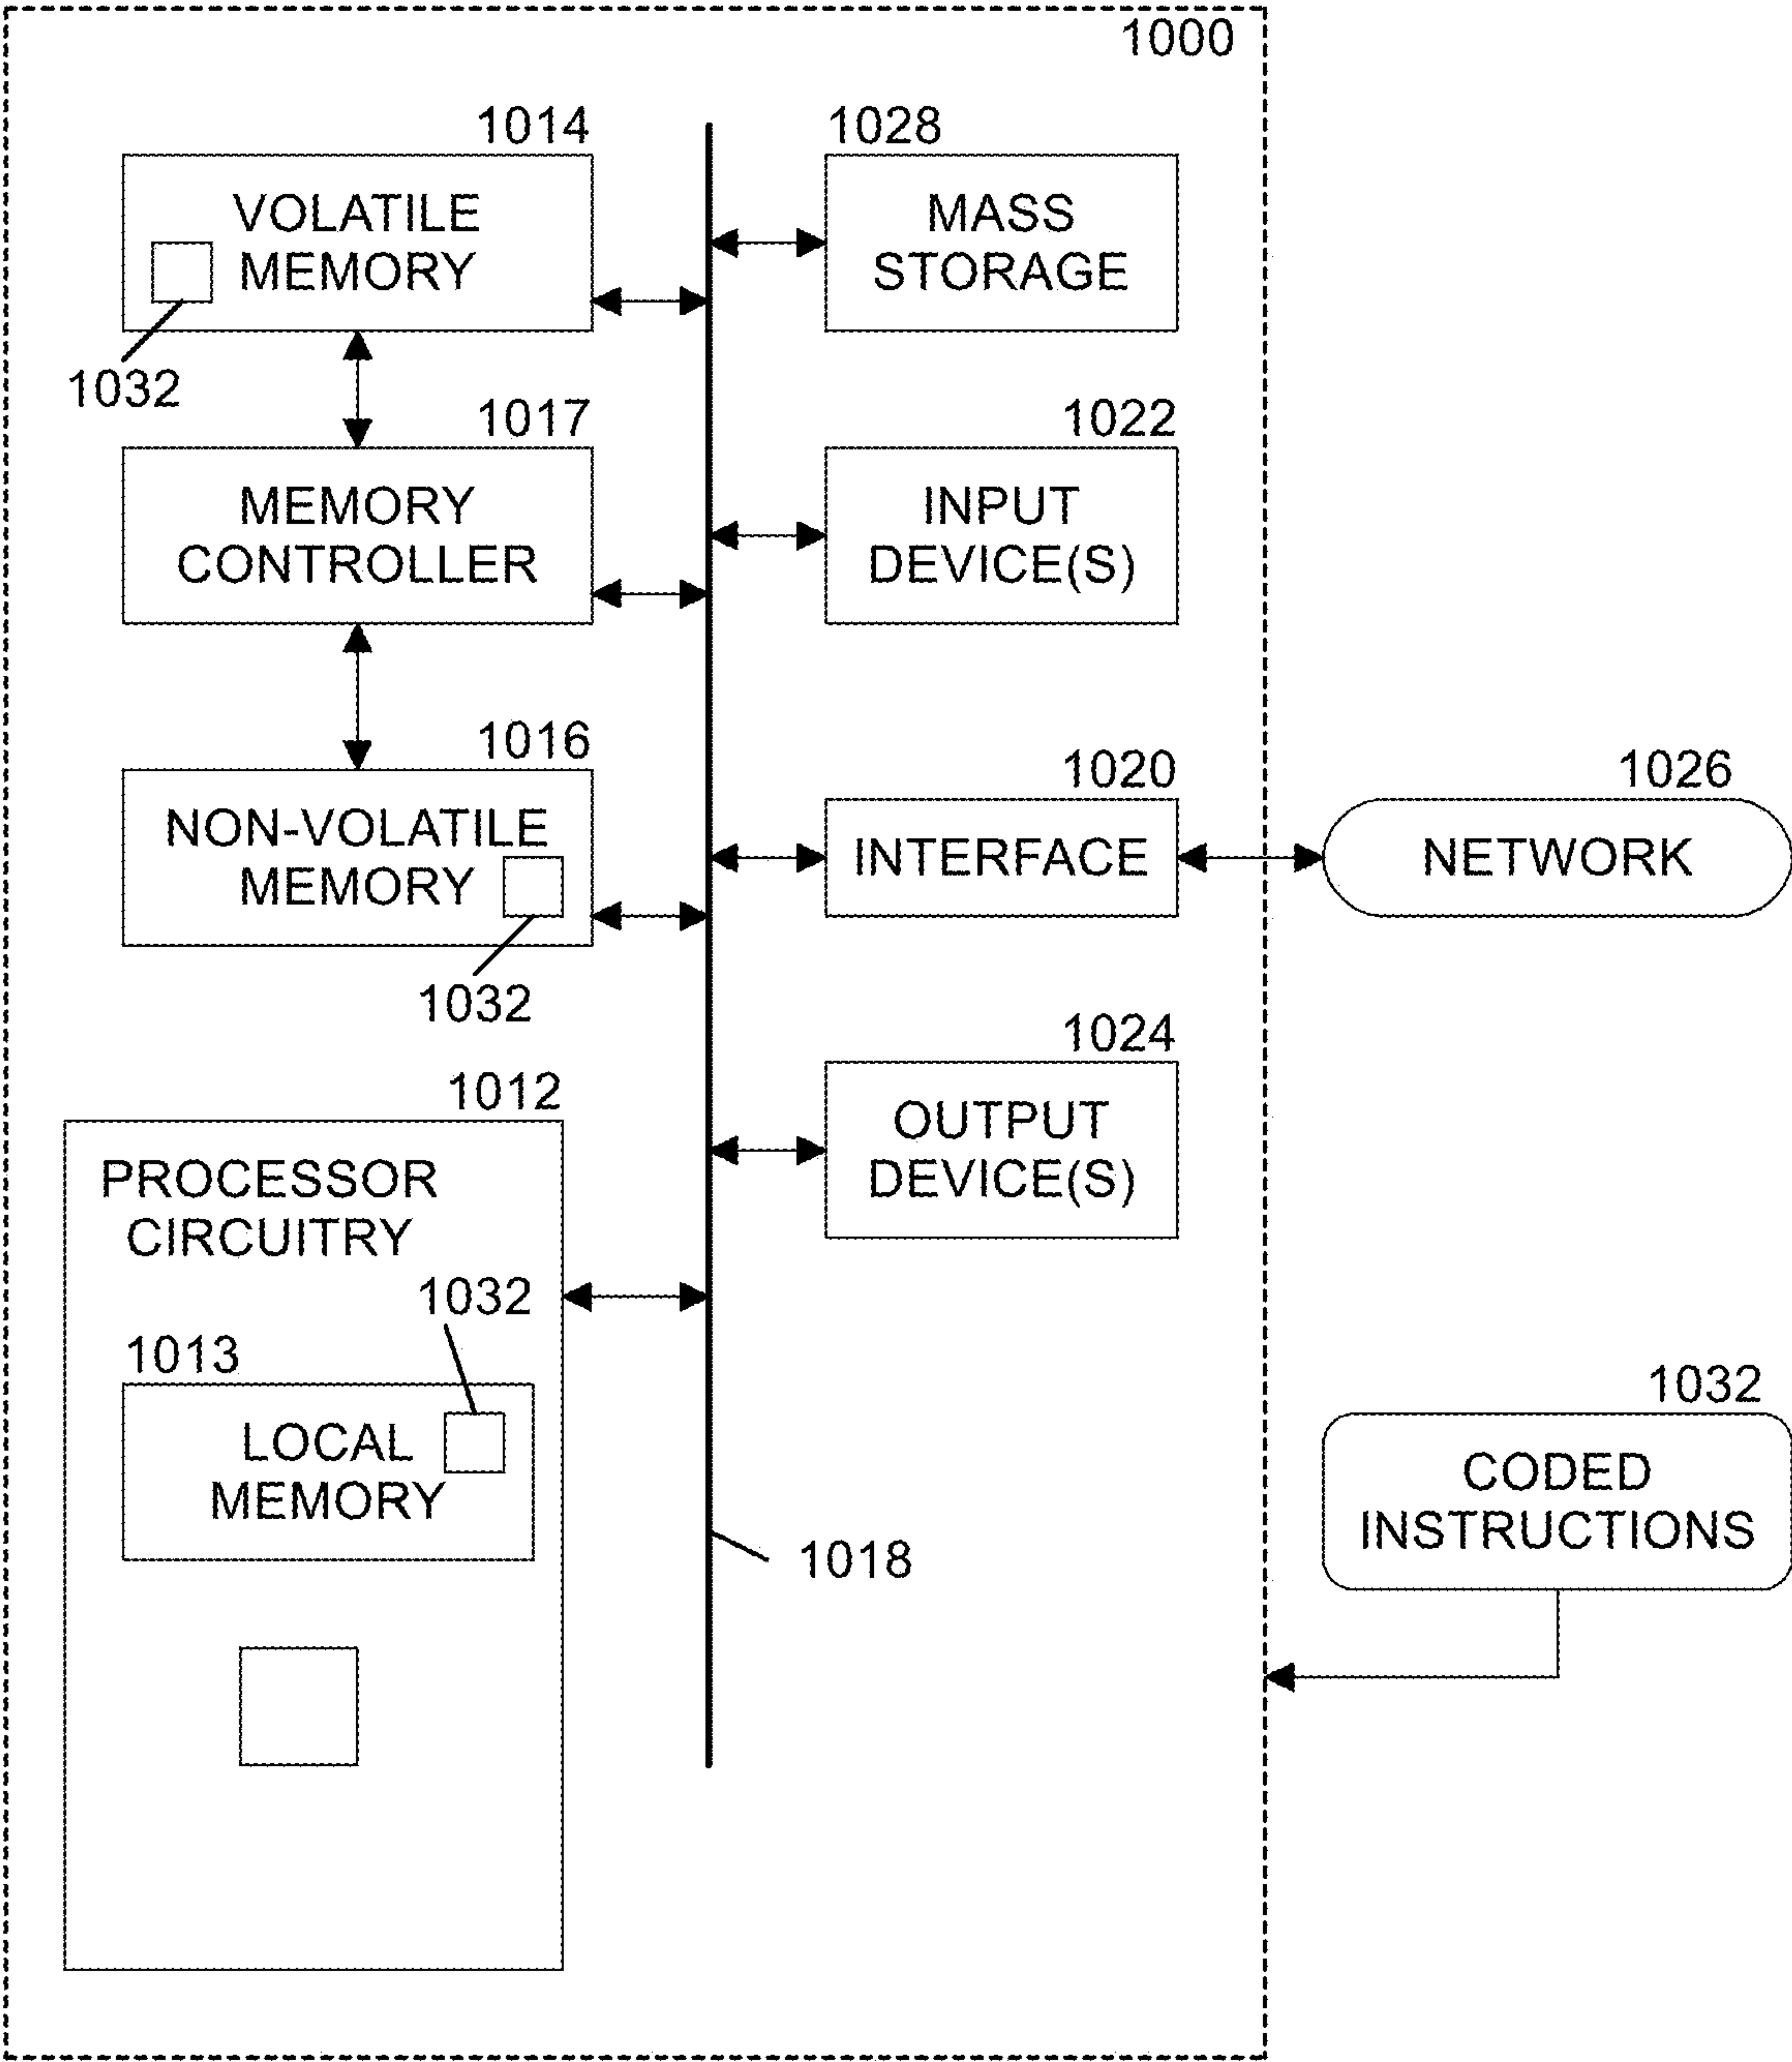 1000
1014
VOLATILE
MEMORY
1032
1017
MEMORY
CONTROLLER
1016
NON-VOLATILE
MEMORY
1032
1012
PROCESSOR
CIRCUITRY
1032
1013
LOCAL
MEMORY
1028
MASS
STORAGE
1022
INPUT
DEVICE(S)
1020
INTERFACE
1024
OUTPUT
DEVICE(S)
1018
1026
NETWORK
1032
CODED
INSTRUCTIONS